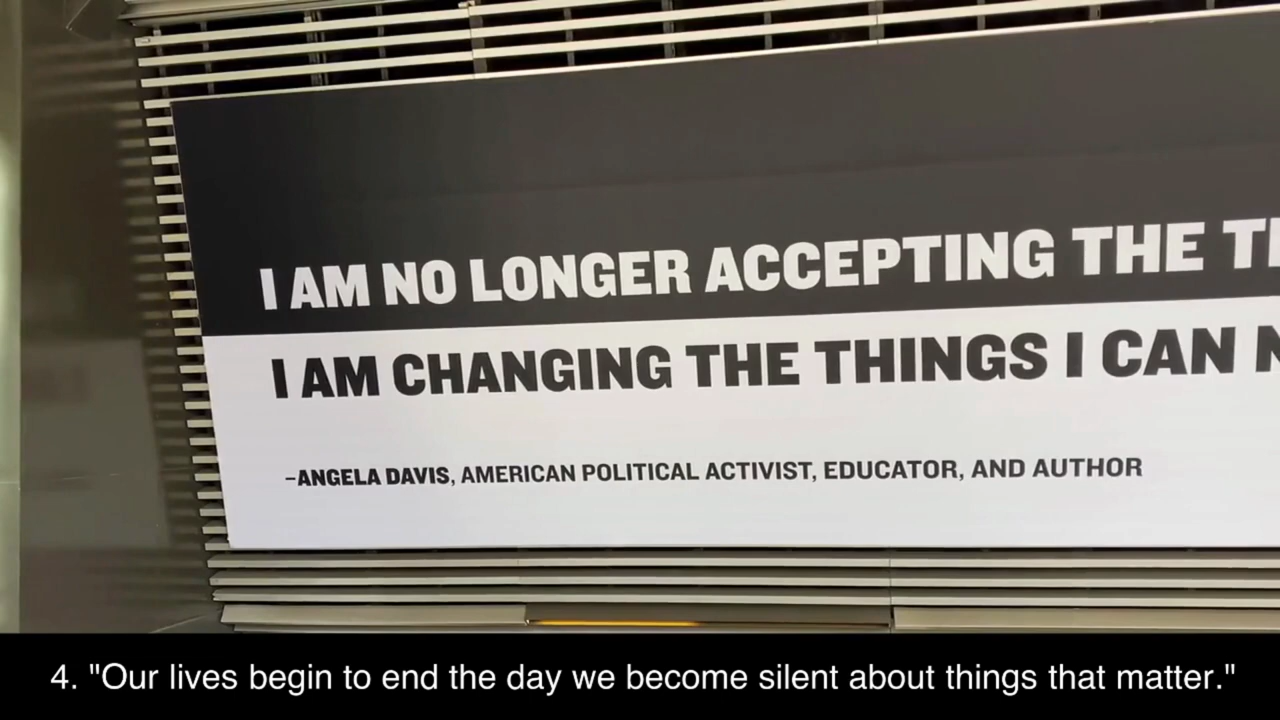 I AM NO LONGER ACCEPTING THE
I AM CHANGING THE THINGS I CAN
–ANGELA DAVIS, AMERICAN POLITICAL ACTIVIST, EDUCATOR, AND AUTHOR
4. "Our lives begin to end the day we become silent about things that matter."